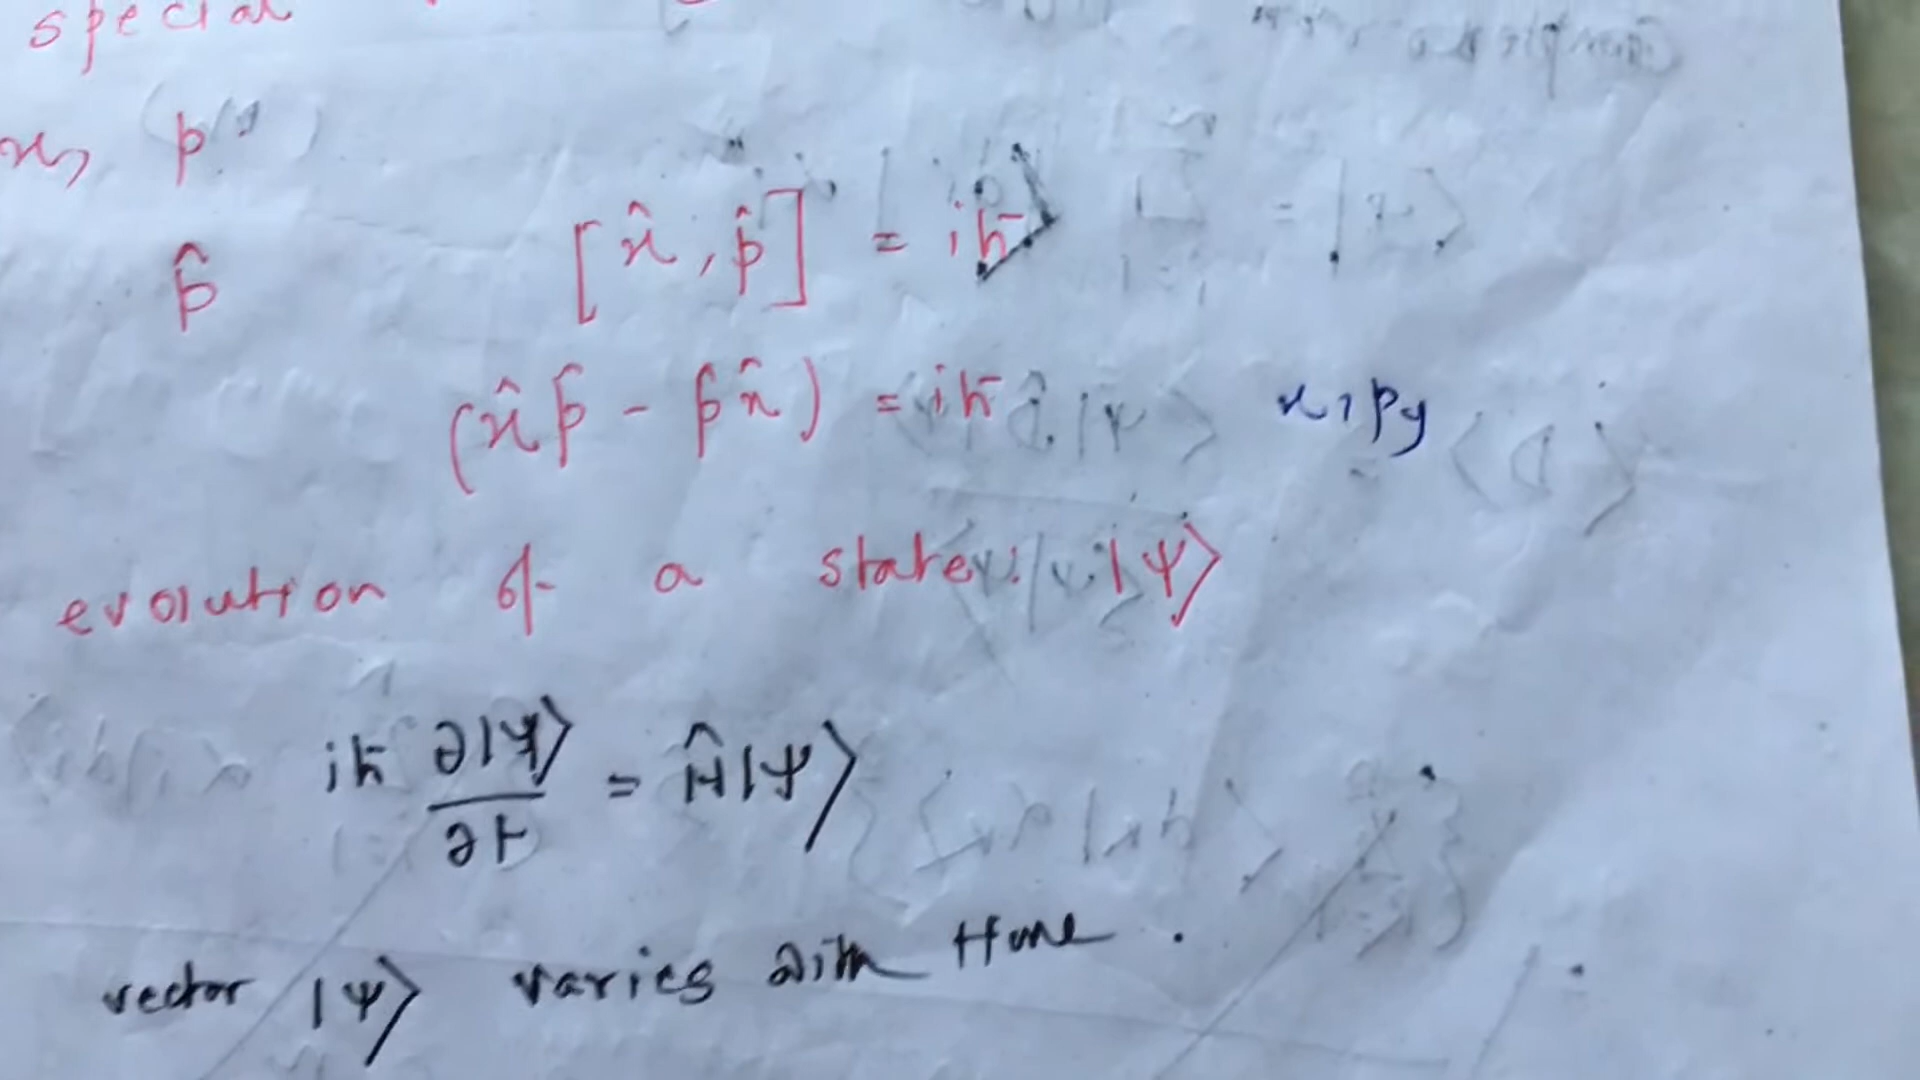 special
x, p
p̂ [x̂, p̂] = iħ
(x̂p̂ - p̂x̂) = iħ x, py
evolution of a state: |ψ⟩
iħ ∂|ψ⟩/∂t = Ĥ|ψ⟩
vector |ψ⟩ varies with time.